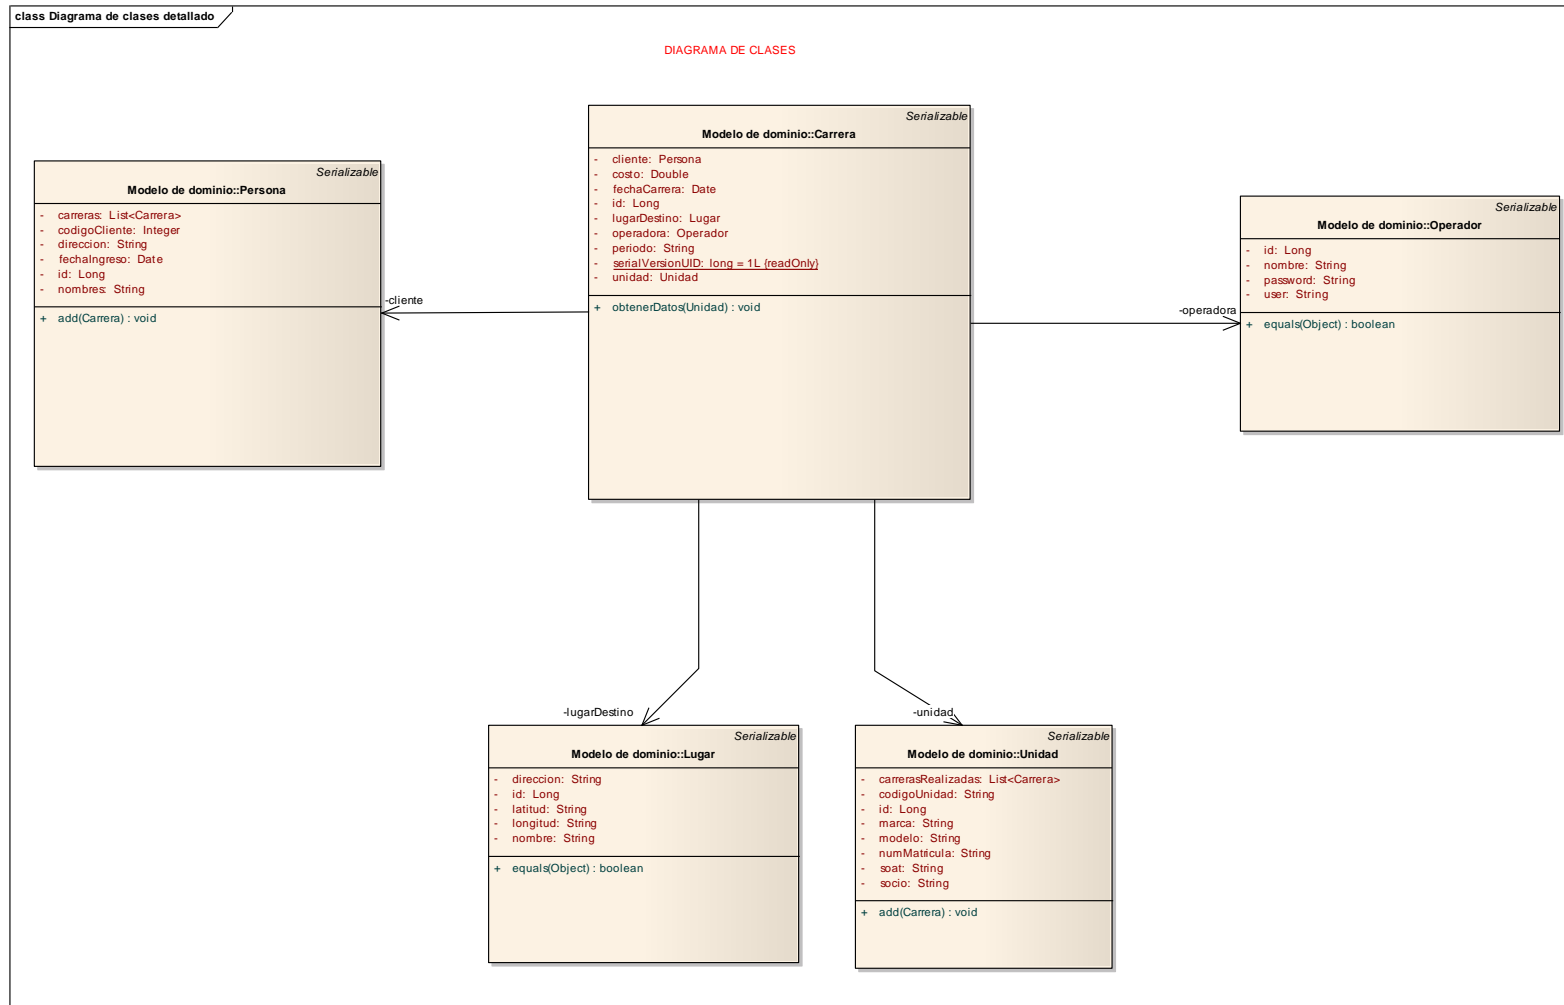 class Diagrama de clases detallado
DIAGRAMA DE CLASES
Serializable
Modelo de dominio::Carrera
- cliente: Persona
- costo: Double
- fechaCarrera: Date
- id: Long
- lugarDestino: Lugar
- operadora: Operador
- periodo: String
- serialVersionUID: long = 1L {readOnly}
- unidad: Unidad
+ obtenerDatos(Unidad) : void
Serializable
Modelo de dominio::Persona
- carreras: List<Carrera>
- codigoCliente: Integer
- direccion: String
- fechaIngreso: Date
- id: Long
- nombres: String
+ add(Carrera) : void
-cliente
Serializable
Modelo de dominio::Operador
- id: Long
- nombre: String
- password: String
- user: String
+ equals(Object) : boolean
-operadora
-lugarDestino
Serializable
Modelo de dominio::Lugar
- direccion: String
- id: Long
- latitud: String
- longitud: String
- nombre: String
+ equals(Object) : boolean
-unidad
Serializable
Modelo de dominio::Unidad
- carrerasRealizadas: List<Carrera>
- codigoUnidad: String
- id: Long
- marca: String
- modelo: String
- numMatricula: String
- soat: String
- socio: String
+ add(Carrera) : void